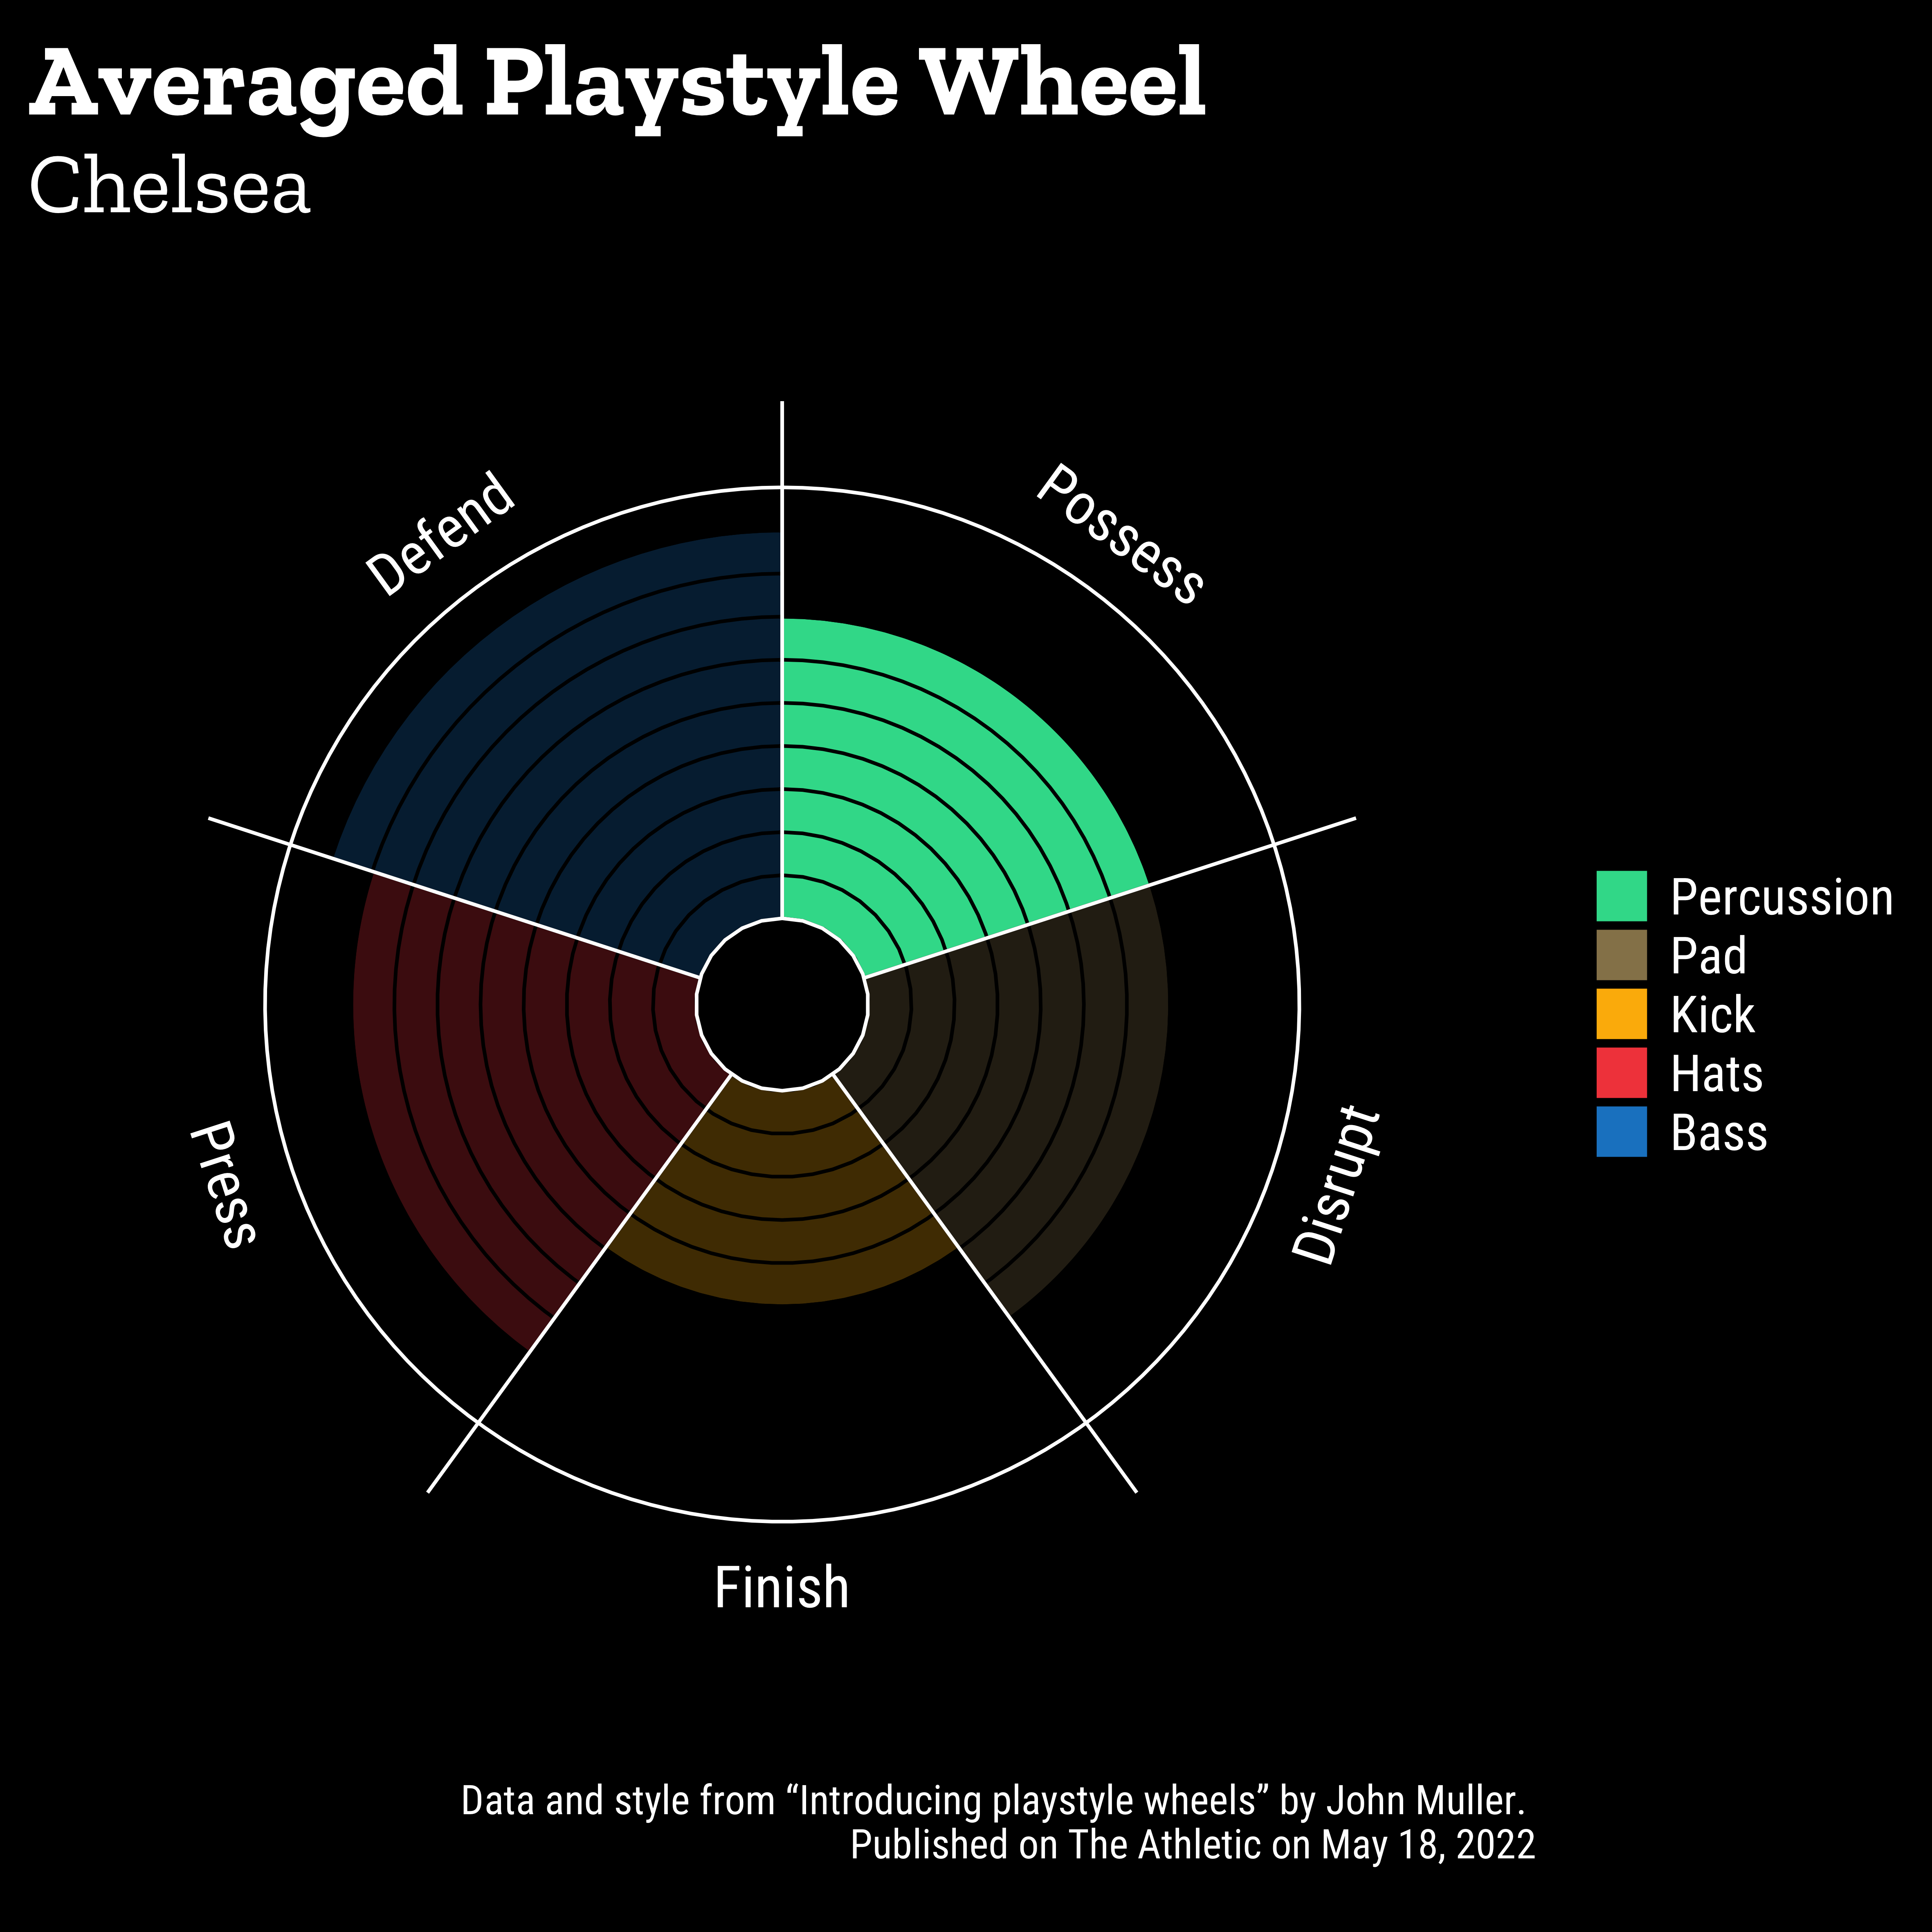 Averaged Playstyle Wheel
Chelsea
Defend
Possess
Press
Disrupt
Finish
Percussion
Pad
Kick
Hats
Bass
Data and style from “Introducing playstyle wheels” by John Muller.
Published on The Athletic on May 18, 2022